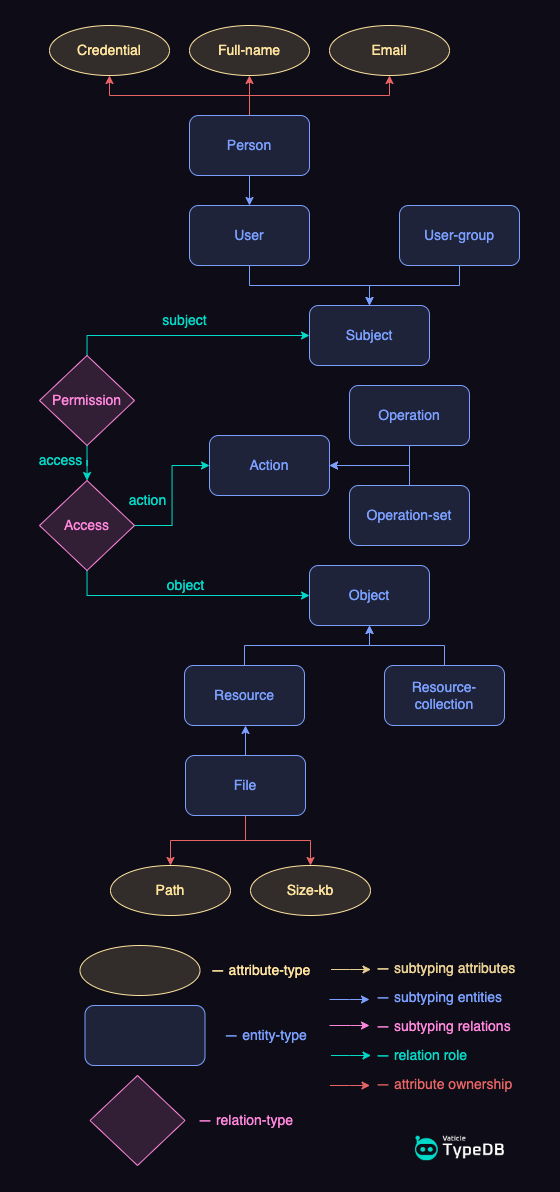 Credential
Full-name
Email
Person
User
User-group
subject
Subject
Permission
Operation
access
Action
action
Access
Operation-set
object
Object
Resource
Resource-
collection
File
Path
Size-kb
— attribute-type
— subtyping attributes
— subtyping entities
— entity-type
— subtyping relations
— relation role
— attribute ownership
— relation-type
Vaticle
TypeDB